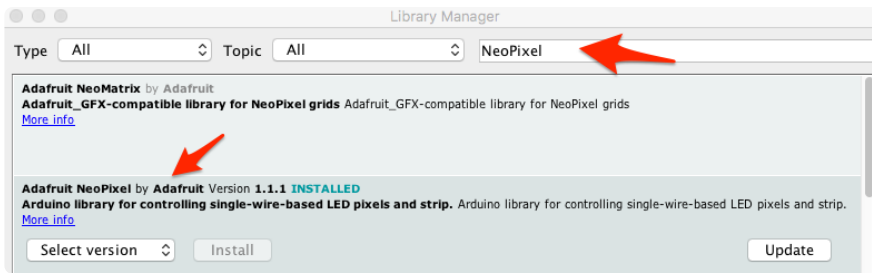 Library Manager
Type All Topic All NeoPixel
Adafruit NeoMatrix by Adafruit
Adafruit_GFX-compatible library for NeoPixel grids Adafruit_GFX-compatible library for NeoPixel grids
More info
Adafruit NeoPixel by Adafruit Version 1.1.1 INSTALLED
Arduino library for controlling single-wire-based LED pixels and strip. Arduino library for controlling single-wire-based LED pixels and strip.
More info
Select version Install Update